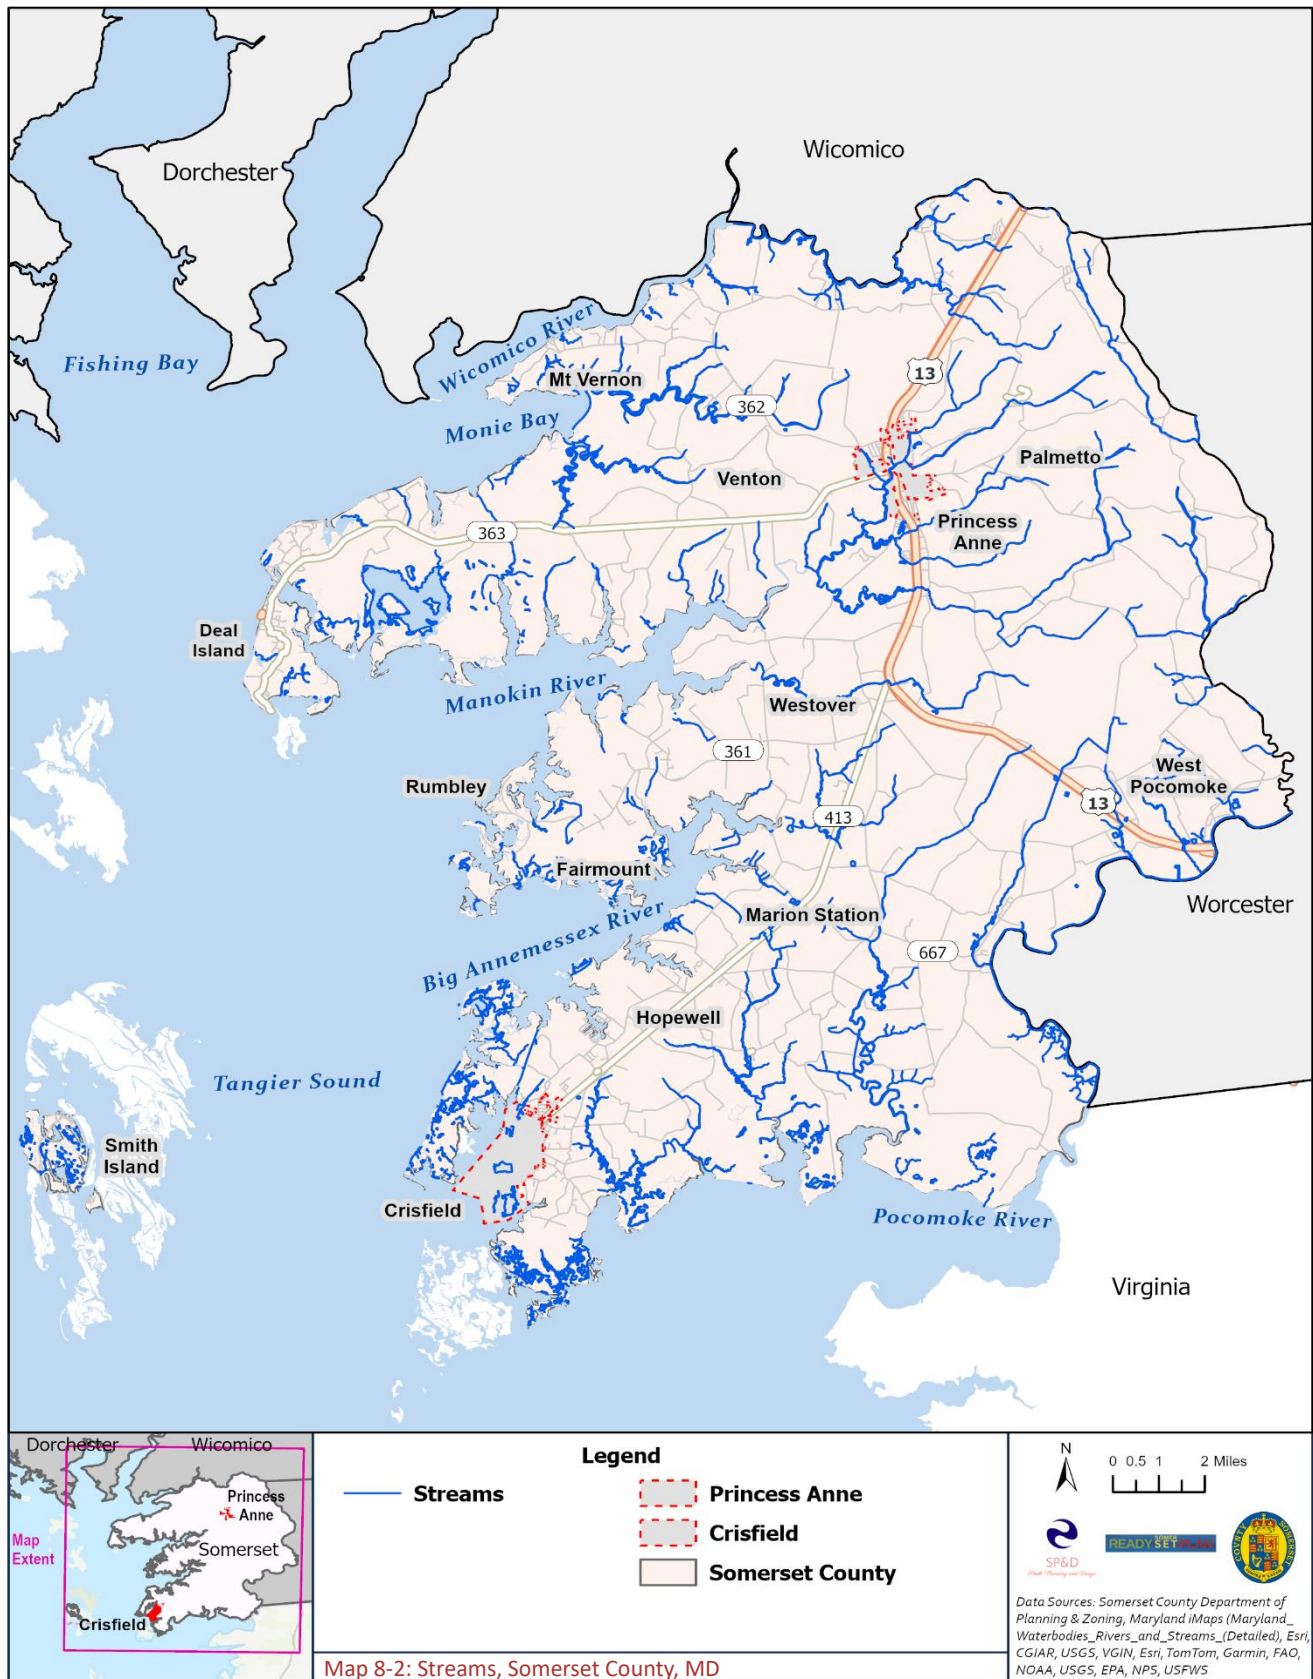 Wicomico
Dorchester
Fishing Bay
Wicomico River
Mt Vernon
13
362
Monie Bay
Palmetto
Venton
Princess
Anne
363
Deal
Island
Manokin River
Westover
361
Rumbley
West
Pocomoke
13
413
Fairmount
Worcester
Marion Station
Big Annemessex River
667
Hopewell
Tangier Sound
Smith
Island
Crisfield
Pocomoke River
Virginia
Dorchester
Wicomico
Princess
Anne
Map
Extent
Somerset
Crisfield
Legend
Streams
Princess Anne
Crisfield
Somerset County
N
0 0.5 1 2 Miles
SP&D
READY SOMERSET PLAN
COUNTY SOMERSET
Data Sources: Somerset County Department of
Planning & Zoning, Maryland iMaps (Maryland_
Waterbodies_Rivers_and_Streams_(Detailed), Esri,
CGIAR, USGS, VGIN, Esri, TomTom, Garmin, FAO,
NOAA, USGS, EPA, NPS, USFWS
Map 8-2: Streams, Somerset County, MD